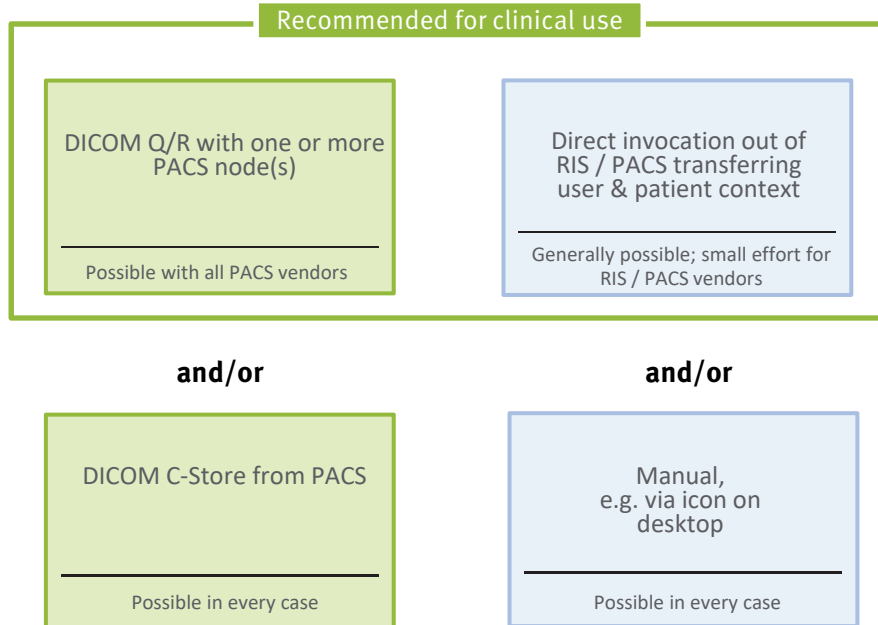 Recommended for clinical use
DICOM Q/R with one or more
PACS node(s)
Possible with all PACS vendors
Direct invocation out of
RIS / PACS transferring
user & patient context
Generally possible; small effort for
RIS / PACS vendors
and/or
and/or
DICOM C-Store from PACS
Possible in every case
Manual,
e.g. via icon on
desktop
Possible in every case